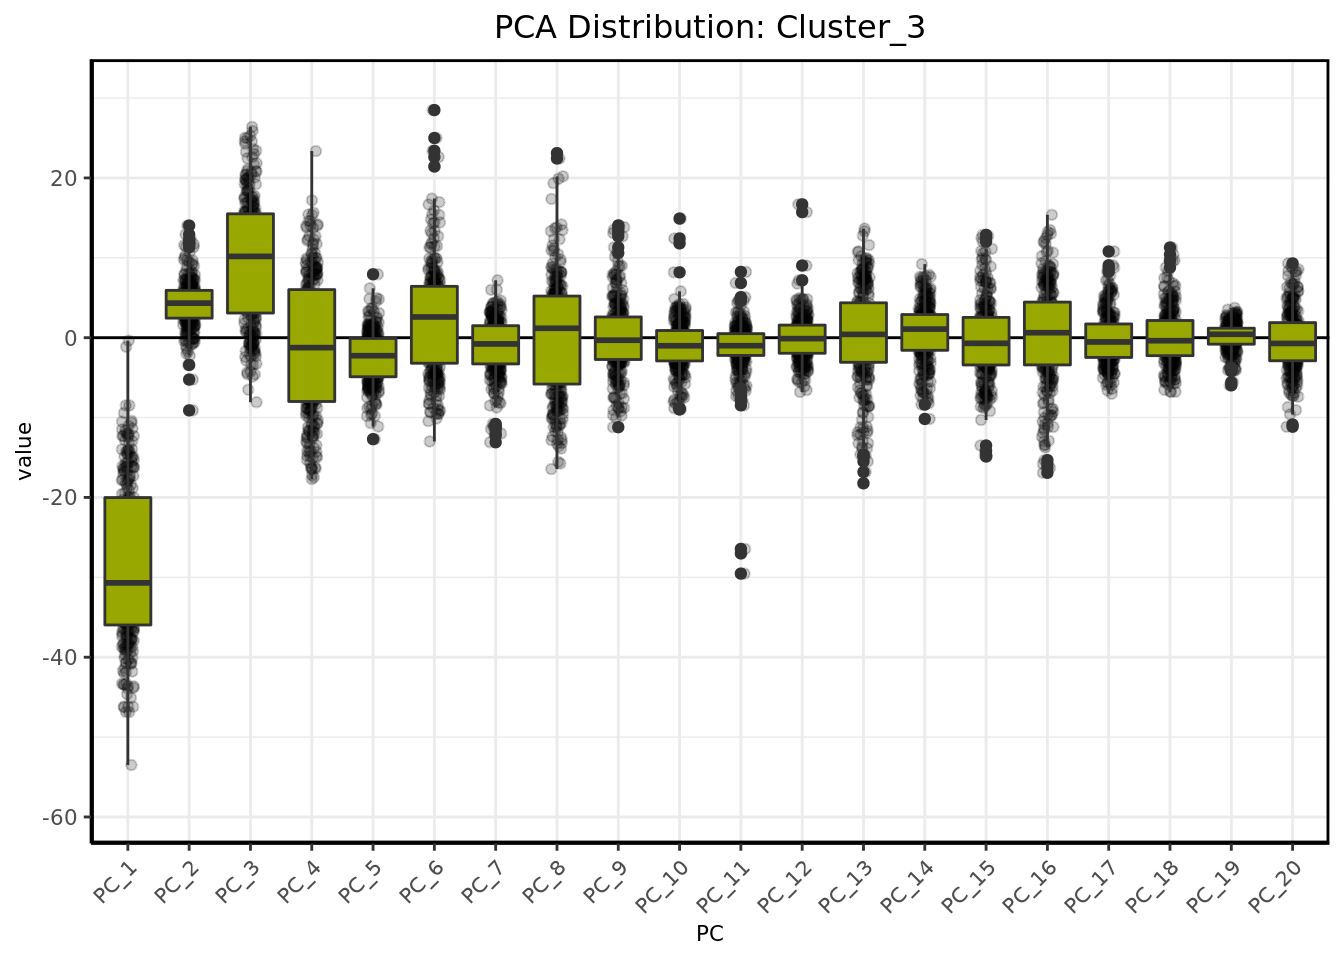 PCA Distribution: Cluster_3
value
20
0
-20
-40
-60
PC_1 PC_2 PC_3 PC_4 PC_5 PC_6 PC_7 PC_8 PC_9 PC_10 PC_11 PC_12 PC_13 PC_14 PC_15 PC_16 PC_17 PC_18 PC_19 PC_20
PC